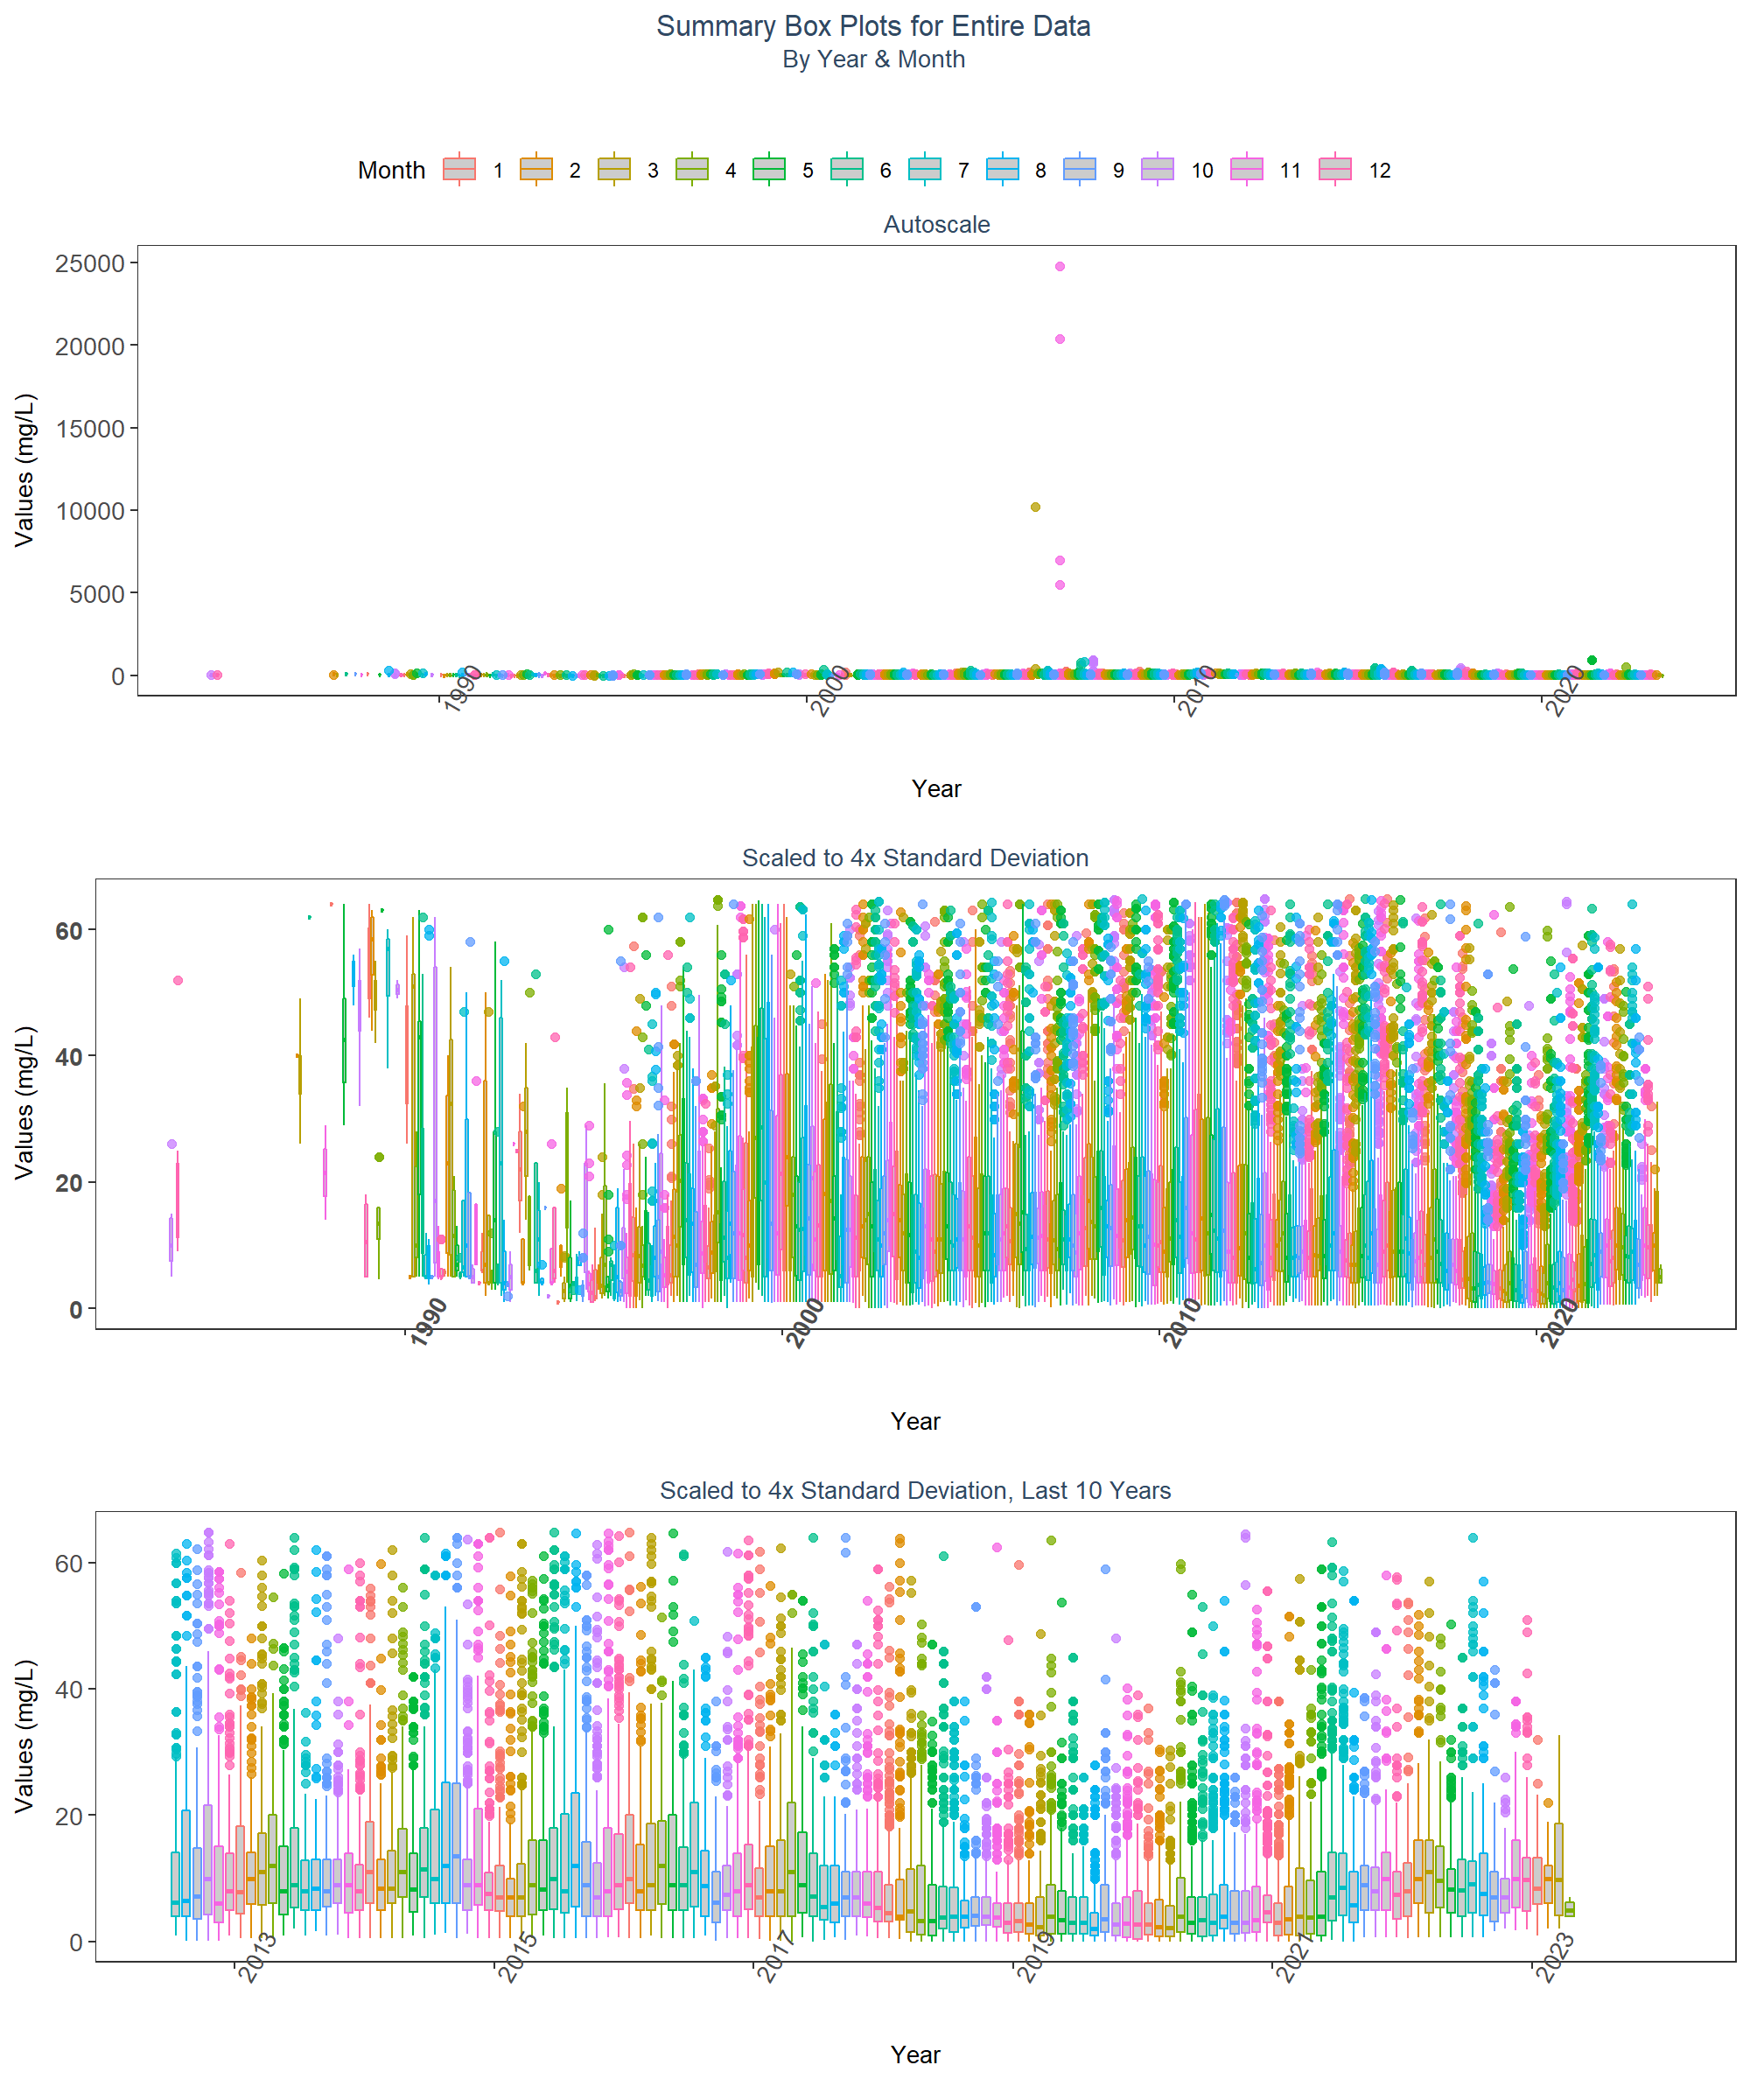 Summary Box Plots for Entire Data
By Year & Month
Month 1 2 3 4 5 6 7 8 9 10 11 12
Autoscale
Values (mg/L)
25000
20000
15000
10000
5000
0
1990 2000 2010 2020
Year
Scaled to 4x Standard Deviation
Values (mg/L)
60
40
20
0
1990 2000 2010 2020
Year
Scaled to 4x Standard Deviation, Last 10 Years
Values (mg/L)
60
40
20
0
2013 2015 2017 2019 2021 2023
Year